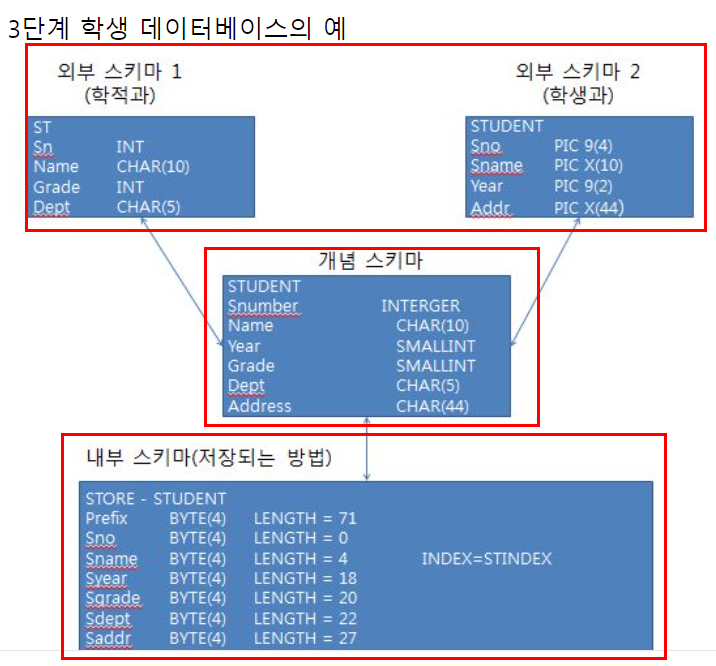 3단계 학생 데이터베이스의 예
외부 스키마 1
(학적과)
ST
Sn INT
Name CHAR(10)
Grade INT
Dept CHAR(5)
외부 스키마 2
(학생과)
STUDENT
Sno PIC 9(4)
Sname PIC X(10)
Year PIC 9(2)
Addr PIC X(44)
개념 스키마
STUDENT
Snumber INTERGER
Name CHAR(10)
Year SMALLINT
Grade SMALLINT
Dept CHAR(5)
Address CHAR(44)
내부 스키마(저장되는 방법)
STORE - STUDENT
Prefix BYTE(4) LENGTH = 71
Sno BYTE(4) LENGTH = 0
Sname BYTE(4) LENGTH = 4 INDEX=STINDEX
Syear BYTE(4) LENGTH = 18
Sgrade BYTE(4) LENGTH = 20
Sdept BYTE(4) LENGTH = 22
Saddr BYTE(4) LENGTH = 27